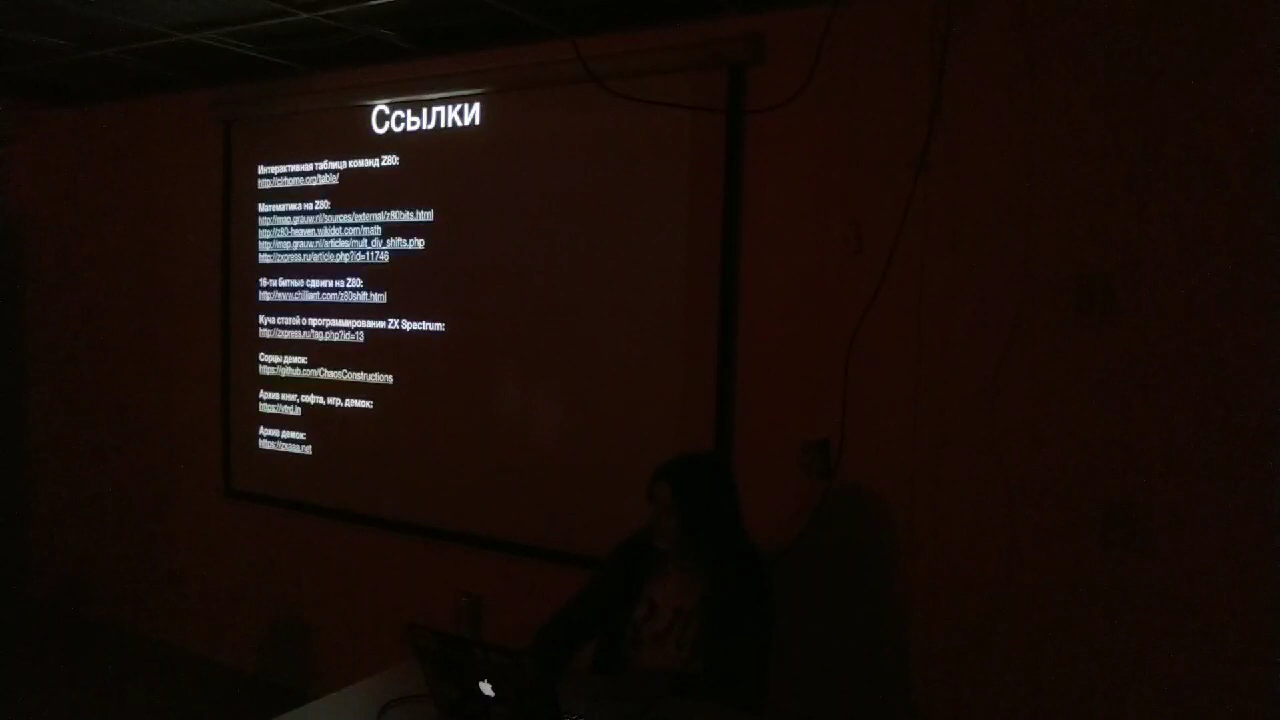 Ссылки
Интерактивная таблица команд Z80:
http://clrhome.org/table/
Математика на Z80:
http://map.grauw.nl/sources/external/z80bits.html
http://z80-heaven.wikidot.com/math
http://map.grauw.nl/articles/mult_div_shifts.php
http://zxpress.ru/article.php?id=11746
16-ти битные сдвиги на Z80:
http://www.chilliant.com/z80shift.html
Куча статей о программировании ZX Spectrum:
http://zxpress.ru/tag.php?id=13
Сорцы демок:
https://github.com/ChaosConstructions
Архив книг, софта, игр, демок:
https://vtrd.in
Архив демок:
https://zxaaa.net